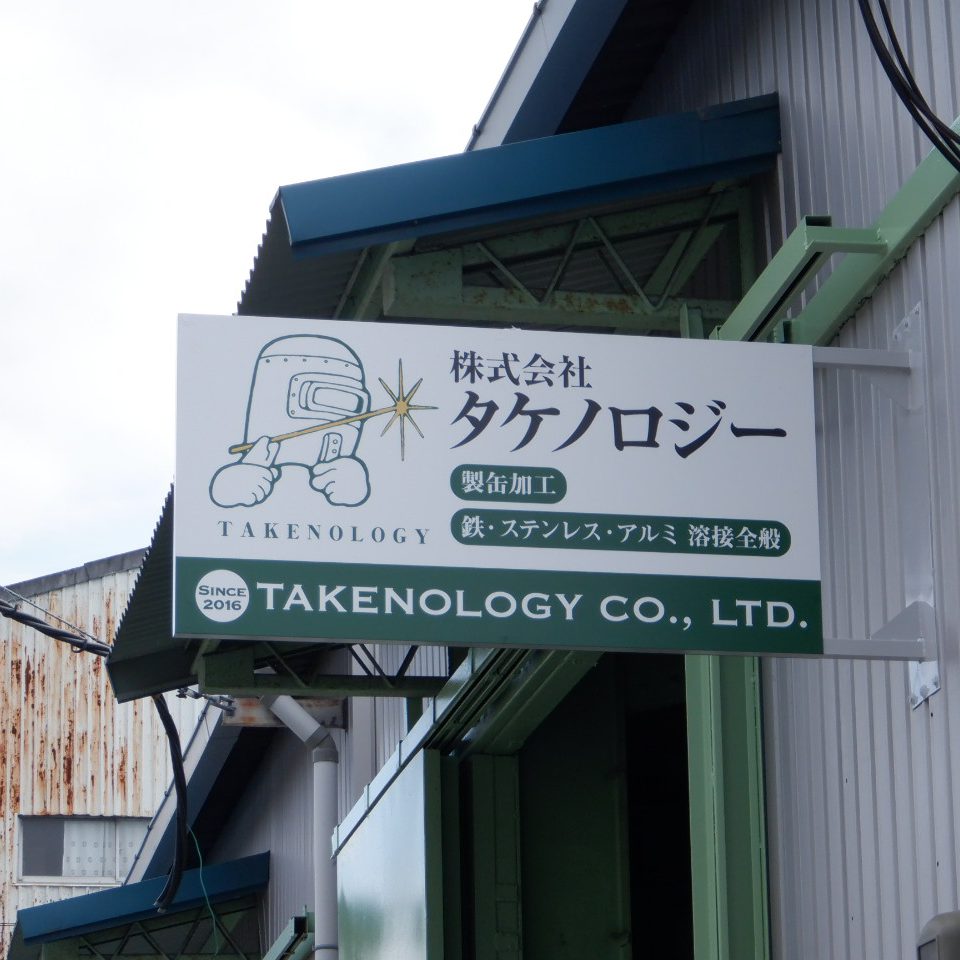 株式会社
タケノロジー
製缶加工
鉄・ステンレス・アルミ 溶接全般
TAKENOLOGY
SINCE
2016
TAKENOLOGY CO., LTD.